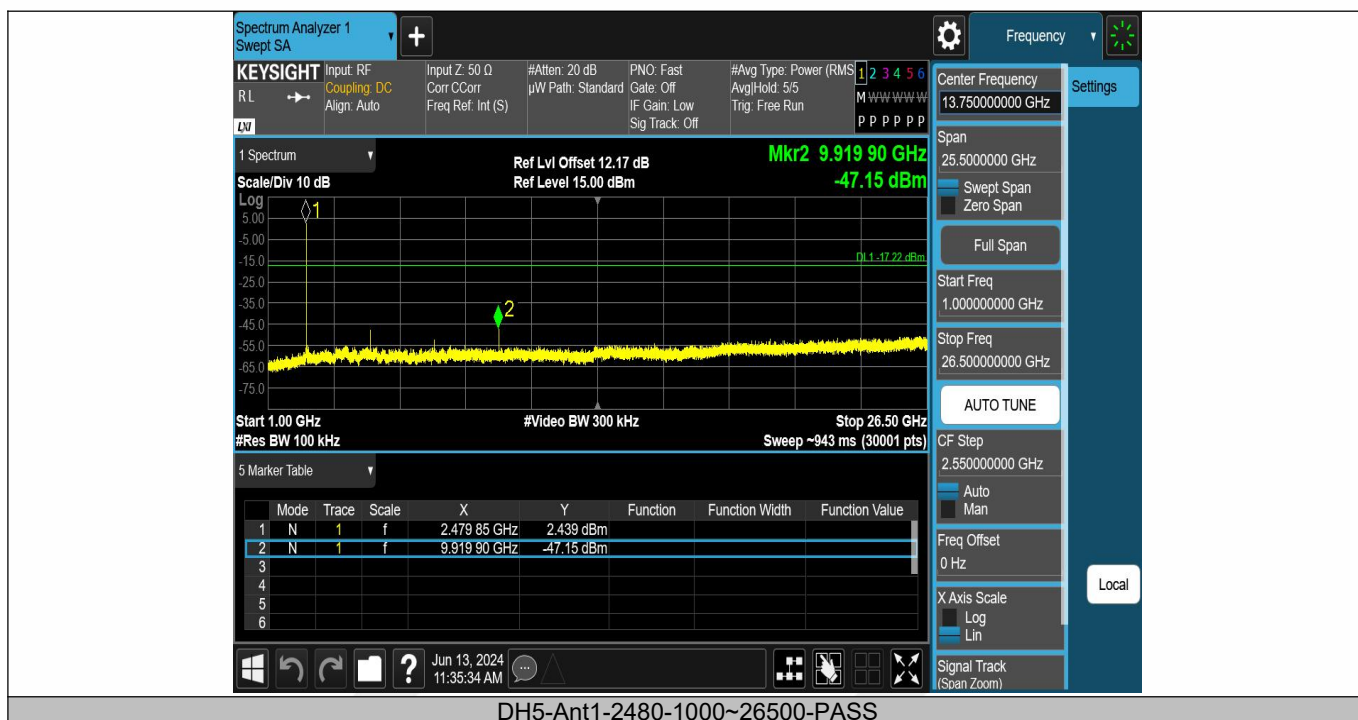 Spectrum Analyzer 1
Swept SA
+
Frequency
KEYSIGHT Input: RF Input Z: 50 Ω #Atten: 20 dB PNO: Fast #Avg Type: Power (RMS 1 2 3 4 5 6
RL Coupling: DC Corr CCorr µW Path: Standard Gate: Off Avg|Hold: 5/5 M W W W W W
Align: Auto Freq Ref: Int (S) IF Gain: Low Trig: Free Run
LXI Sig Track: Off P P P P P P
1 Spectrum
Ref Lvl Offset 12.17 dB
Mkr2 9.919 90 GHz
Scale/Div 10 dB Ref Level 15.00 dBm -47.15 dBm
Log
1
5.00
-5.00
DL1 -17.22 dBm
-15.0
-25.0
-35.0
2
-45.0
-55.0
-65.0
-75.0
Start 1.00 GHz #Video BW 300 kHz Stop 26.50 GHz
#Res BW 100 kHz Sweep ~943 ms (30001 pts)
5 Marker Table
Mode Trace Scale X Y Function Function Width Function Value
1 N 1 f 2.479 85 GHz 2.439 dBm
2 N 1 f 9.919 90 GHz -47.15 dBm
3
4
5
6
?
Jun 13, 2024
11:35:34 AM
Center Frequency
13.750000000 GHz
Settings
Span
25.5000000 GHz
Swept Span
Zero Span
Full Span
Start Freq
1.000000000 GHz
Stop Freq
26.50000000 GHz
AUTO TUNE
CF Step
2.550000000 GHz
Auto
Man
Freq Offset
0 Hz
Local
X Axis Scale
Log
Lin
Signal Track
(Span Zoom)
DH5-Ant1-2480-1000~26500-PASS